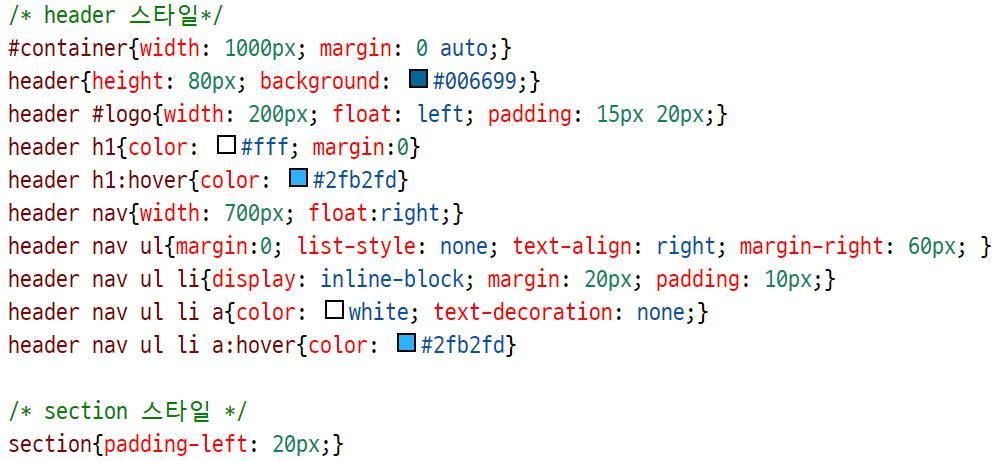 /* header 스타일*/
#container{width: 1000px; margin: 0 auto;}
header{height: 80px; background: #006699;}
header #logo{width: 200px; float: left; padding: 15px 20px;}
header h1{color: #fff; margin:0}
header h1:hover{color: #2fb2fd}
header nav{width: 700px; float:right;}
header nav ul{margin:0; list-style: none; text-align: right; margin-right: 60px; }
header nav ul li{display: inline-block; margin: 20px; padding: 10px;}
header nav ul li a{color: white; text-decoration: none;}
header nav ul li a:hover{color: #2fb2fd}
/* section 스타일 */
section{padding-left: 20px;}